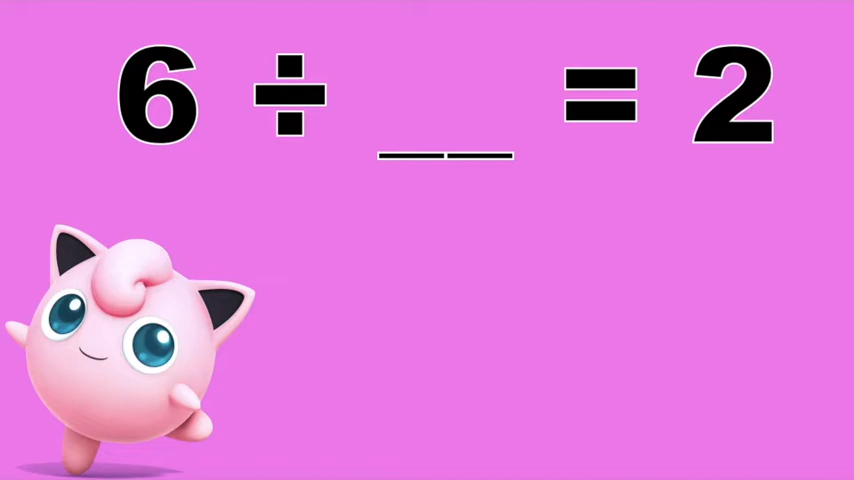 6 ÷ __ = 2